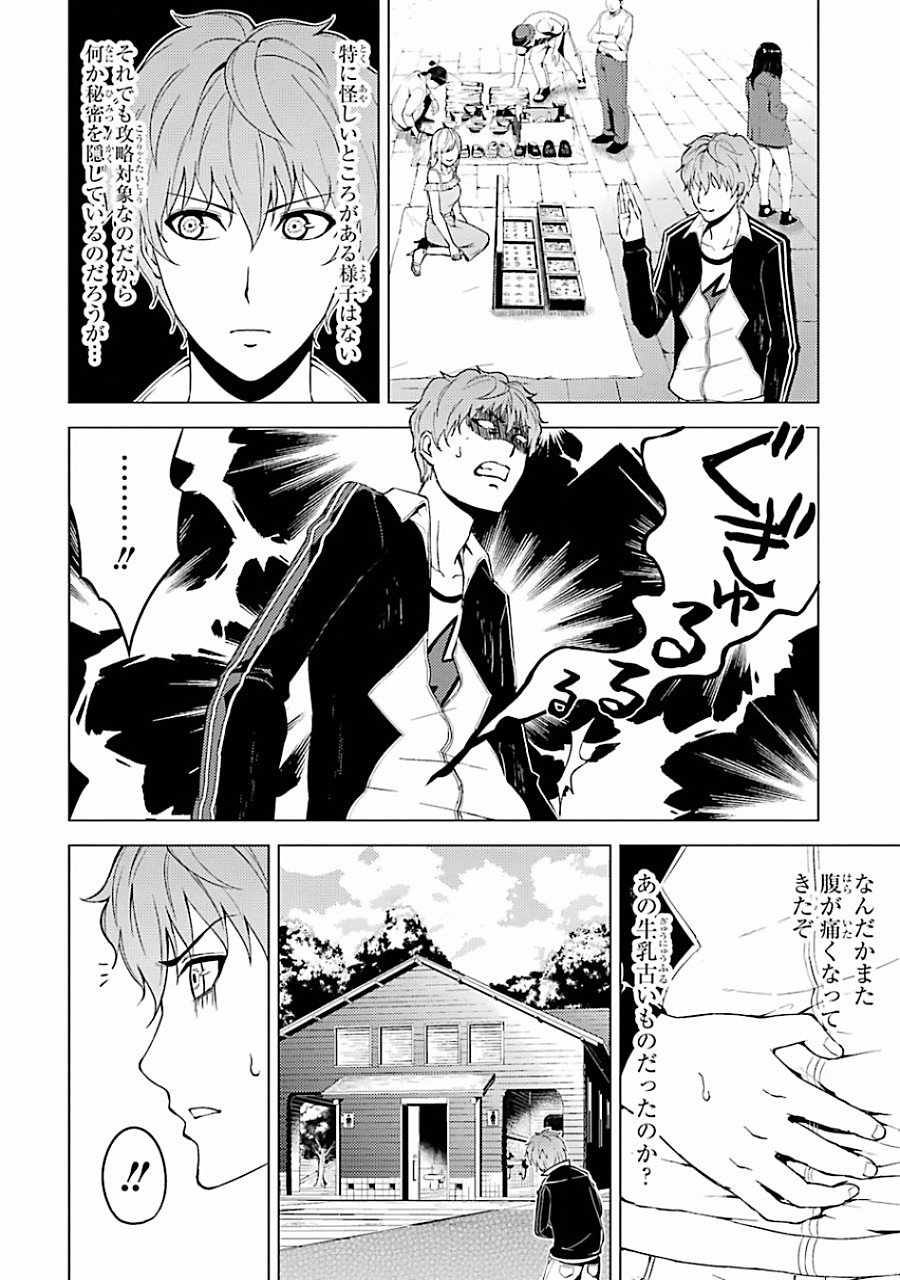 特に怪しいところがある様子はない
それでも攻略対象なのだから
何か秘密を隠しているのだろうが…
ぐぎゅるるるる
………!!
なんだかまた
腹が痛くなって
きたぞ
あの牛乳古いものだったのか?
!!